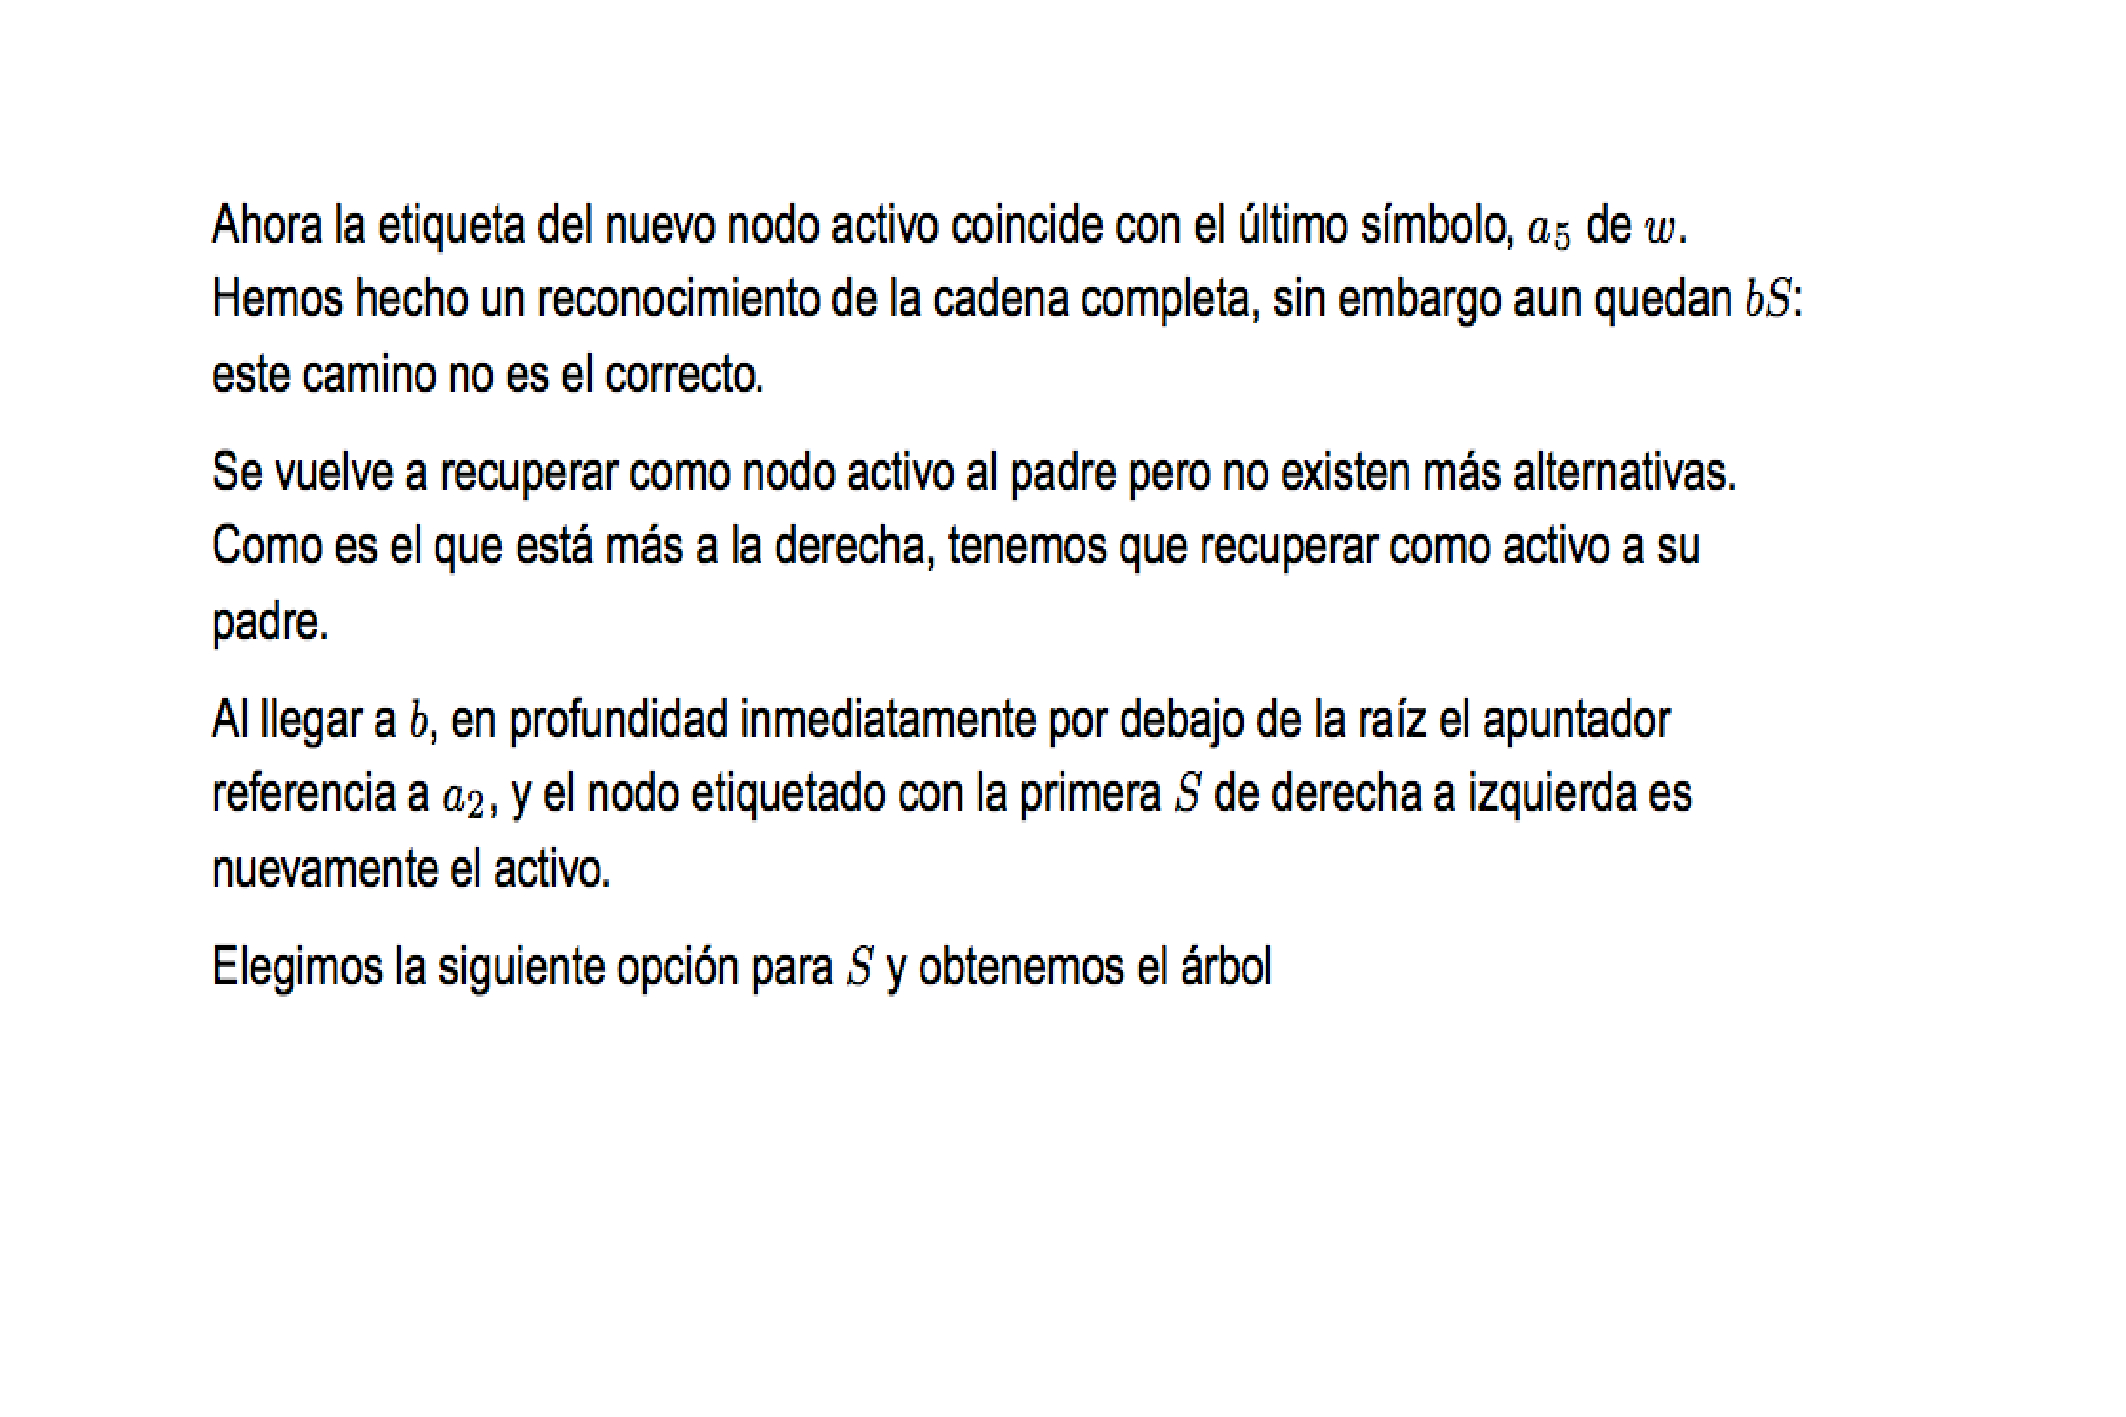 Ahora la etiqueta del nuevo nodo activo coincide con el último símbolo, a₅ de w.
Hemos hecho un reconocimiento de la cadena completa, sin embargo aun quedan bS:
este camino no es el correcto.
Se vuelve a recuperar como nodo activo al padre pero no existen más alternativas.
Como es el que está más a la derecha, tenemos que recuperar como activo a su
padre.
Al llegar a b, en profundidad inmediatamente por debajo de la raíz el apuntador
referencia a a₂, y el nodo etiquetado con la primera S de derecha a izquierda es
nuevamente el activo.
Elegimos la siguiente opción para S y obtenemos el árbol